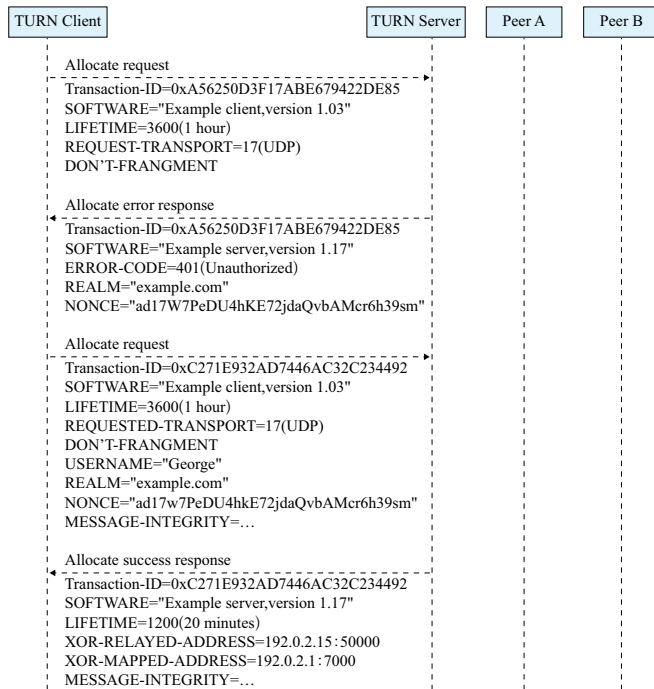 TURN Client TURN Server Peer A Peer B
Allocate request
Transaction-ID=0xA56250D3F17ABE679422DE85
SOFTWARE="Example client,version 1.03"
LIFETIME=3600(1 hour)
REQUEST-TRANSPORT=17(UDP)
DON'T-FRANGMENT
Allocate error response
Transaction-ID=0xA56250D3F17ABE679422DE85
SOFTWARE="Example server,version 1.17"
ERROR-CODE=401(Unauthorized)
REALM="example.com"
NONCE="ad17W7PeDU4hKE72jdaQvbAMcr6h39sm"
Allocate request
Transaction-ID=0xC271E932AD7446AC32C234492
SOFTWARE="Example client,version 1.03"
LIFETIME=3600(1 hour)
REQUESTED-TRANSPORT=17(UDP)
DON'T-FRANGMENT
USERNAME="George"
REALM="example.com"
NONCE="ad17w7PeDU4hkE72jdaQvbAMcr6h39sm"
MESSAGE-INTEGRITY=…
Allocate success response
Transaction-ID=0xC271E932AD7446AC32C234492
SOFTWARE="Example server,version 1.17"
LIFETIME=1200(20 minutes)
XOR-RELAYED-ADDRESS=192.0.2.15:50000
XOR-MAPPED-ADDRESS=192.0.2.1:7000
MESSAGE-INTEGRITY=…